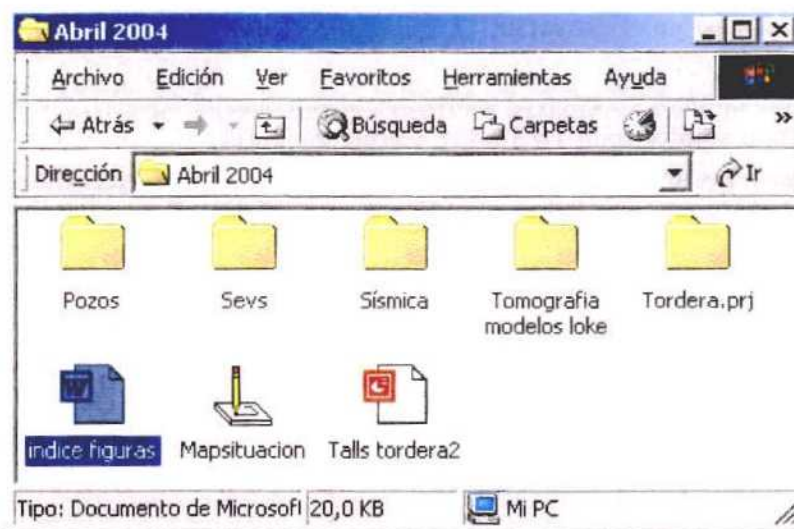 Abril 2004
Archivo Edición Ver Favoritos Herramientas Ayuda
Atrás Búsqueda Carpetas »
Dirección Abril 2004 Ir
Pozos Sevs Sísmica Tomografia modelos loke Tordera.prj
indice figuras Mapsituacion Talls tordera2
Tipo: Documento de Microsoft 20,0 KB Mi PC